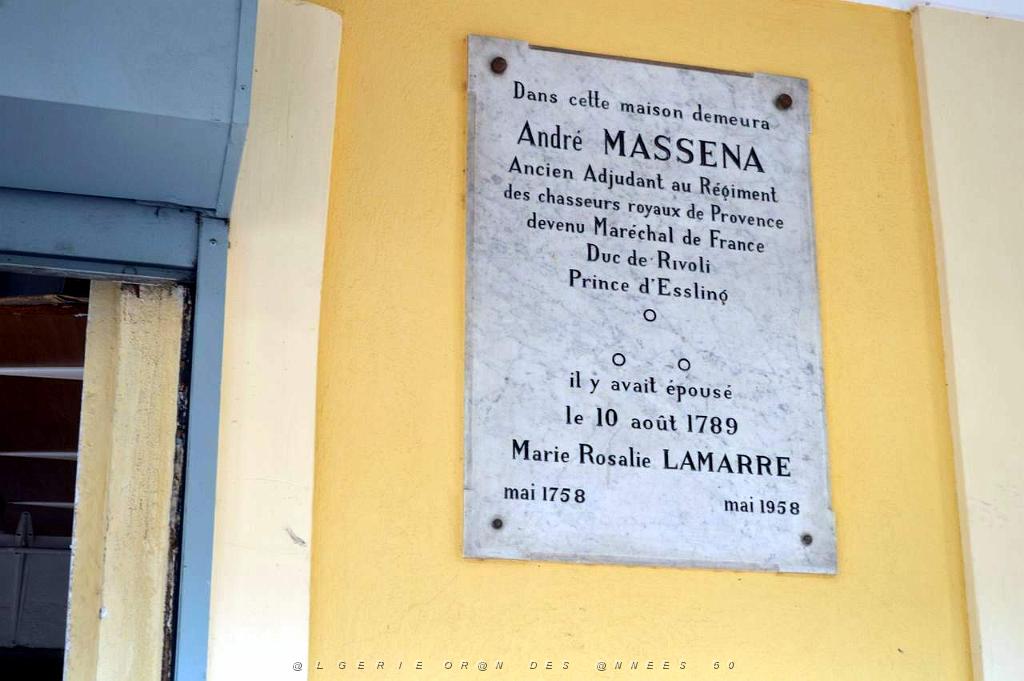 Dans cette maison demeura
André MASSENA
Ancien Adjudant au Régiment
des chasseurs royaux de Provence
devenu Maréchal de France
Duc de Rivoli
Prince d'Essling
il y avait épousé
le 10 août 1789
Marie Rosalie LAMARRE
mai 1758 mai 1958
@LGERIE OR@N DES @NNEES 50